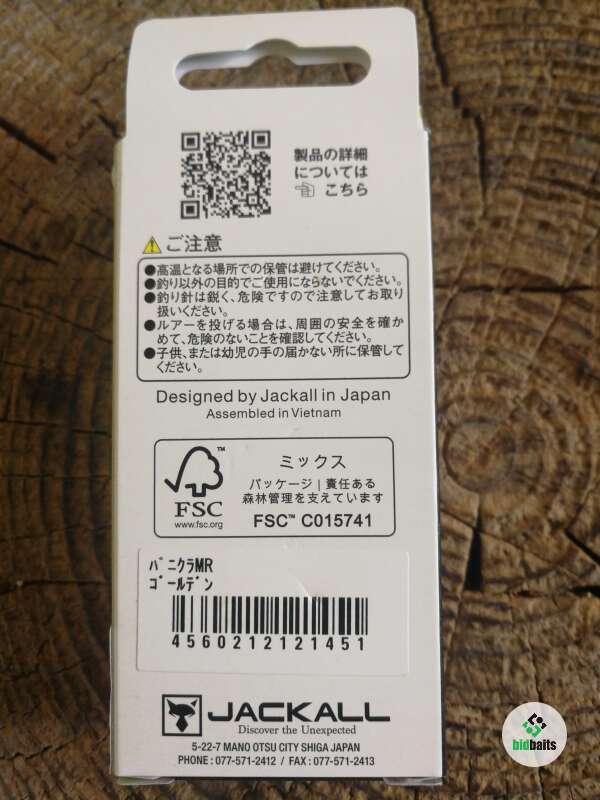 製品の詳細
については
☜ こちら
ご注意
●高温となる場所での保管は避けてください。
●釣り以外の目的でご使用にならないでください。
●釣り針は鋭く、危険ですので注意してお取り
扱いください。
●ルアーを投げる場合は、周囲の安全を確か
めて、危険のないことを確認してください。
●子供、または幼児の手の届かない所に保管して
ください。
Designed by Jackall in Japan
Assembled in Vietnam
FSC™
www.fsc.org
ミックス
パッケージ | 責任ある
森林管理を支えています
FSC™ C015741
ﾊﾞﾆｸﾗMR
ｺﾞｰﾙﾃﾞﾝ
4560212121451
JACKALL
Discover the Unexpected
5-22-7 MANO OTSU CITY SHIGA JAPAN
PHONE : 077-571-2412 / FAX : 077-571-2413
bidbaits